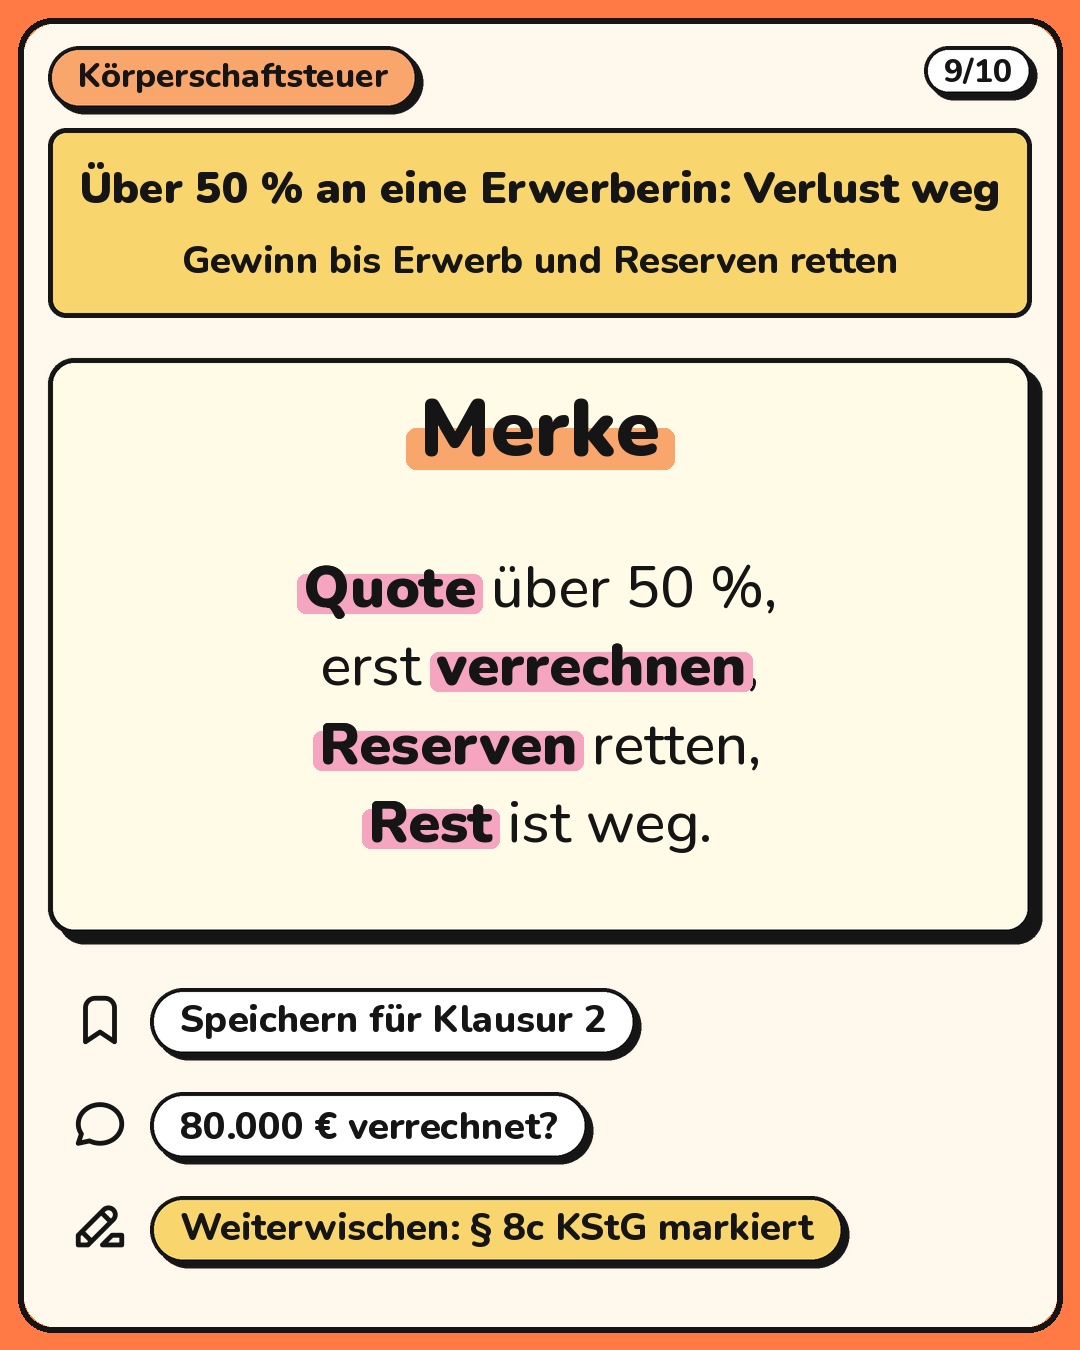 Körperschaftsteuer
9/10
Über 50 % an eine Erwerberin: Verlust weg
Gewinn bis Erwerb und Reserven retten
Merke
Quote über 50 %,
erst verrechnen,
Reserven retten,
Rest ist weg.
Speichern für Klausur 2
80.000 € verrechnet?
Weiterwischen: § 8c KStG markiert